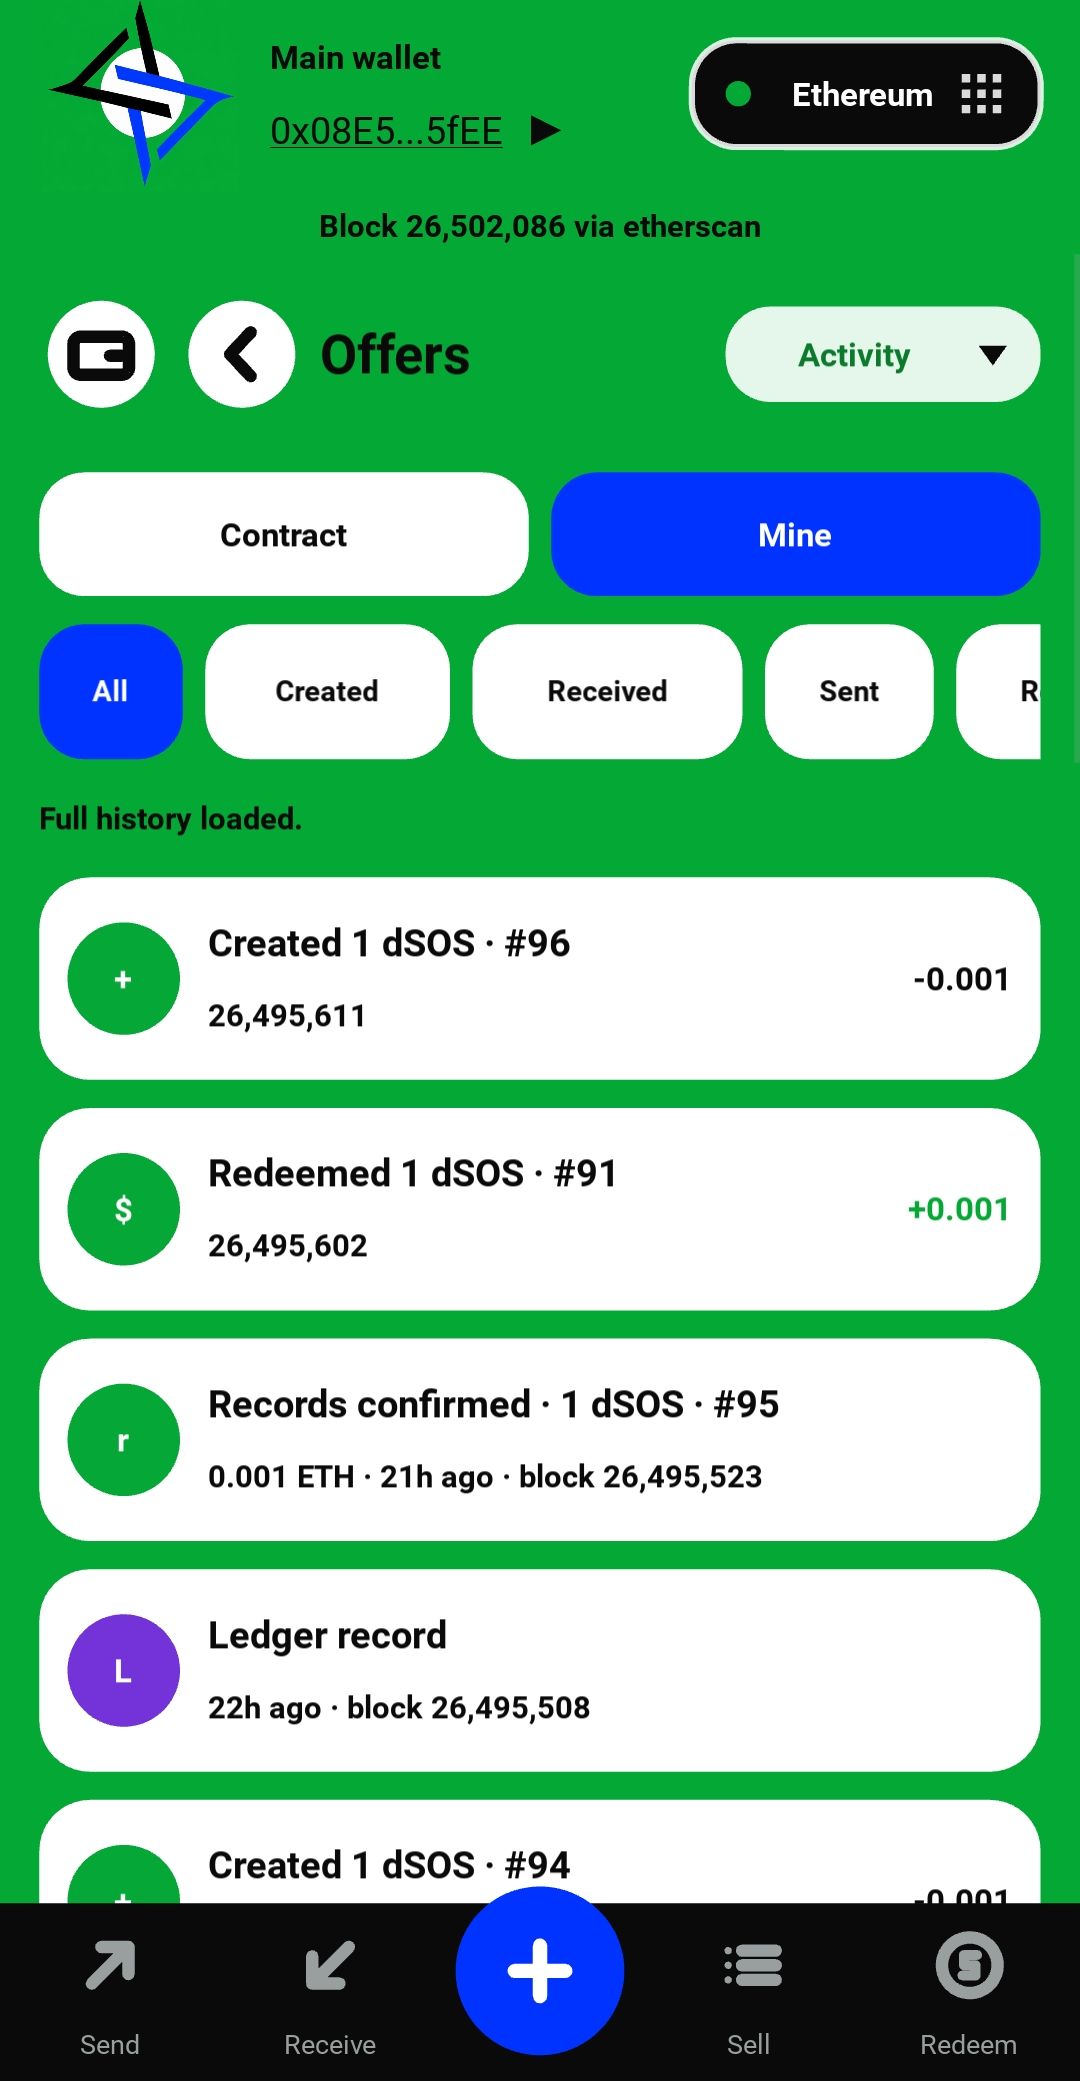 Main wallet
0x08E5...5fEE
Ethereum
Block 26,502,086 via etherscan
Offers
Activity
Contract
Mine
All
Created
Received
Sent
R
Full history loaded.
+
Created 1 dSOS · #96
26,495,611
-0.001
$
Redeemed 1 dSOS · #91
26,495,602
+0.001
r
Records confirmed · 1 dSOS · #95
0.001 ETH · 21h ago · block 26,495,523
L
Ledger record
22h ago · block 26,495,508
+
Created 1 dSOS · #94
-0.001
Send
Receive
Sell
Redeem